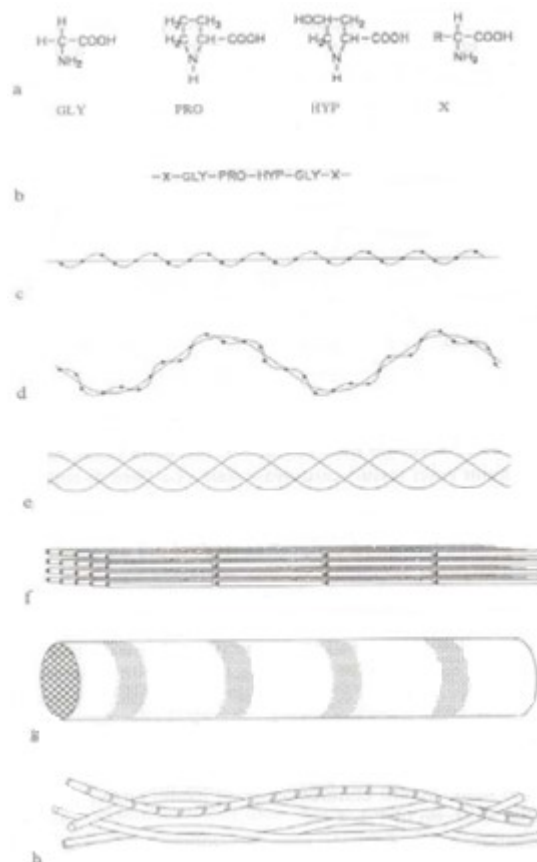 H
H-C-COOH
NH₂
H₂C-CH₂
H₂C CH-COOH
N
H
HOHC-CH₂
H₂C CH-COOH
N
H
H
R-C-COOH
NH₂
a
GLY PRO HYP X
-X-GLY-PRO-HYP-GLY-X-
b
c
d
e
f
g
h